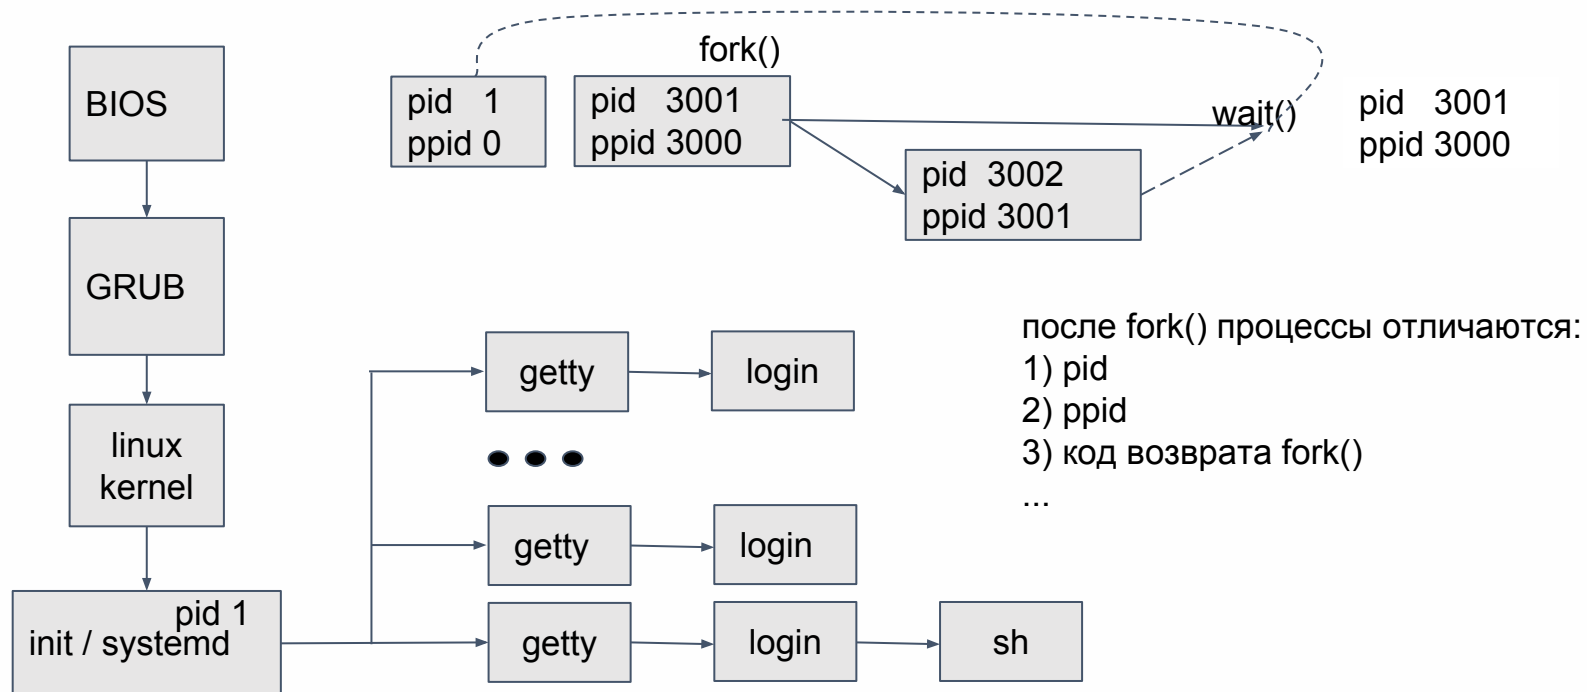 BIOS
GRUB
linux
kernel
pid 1
init / systemd
fork()
pid 1
ppid 0
pid 3001
ppid 3000
wait()
pid 3002
ppid 3001
pid 3001
ppid 3000
getty
login
getty
login
getty
login
sh
после fork() процессы отличаются:
1) pid
2) ppid
3) код возврата fork()
...